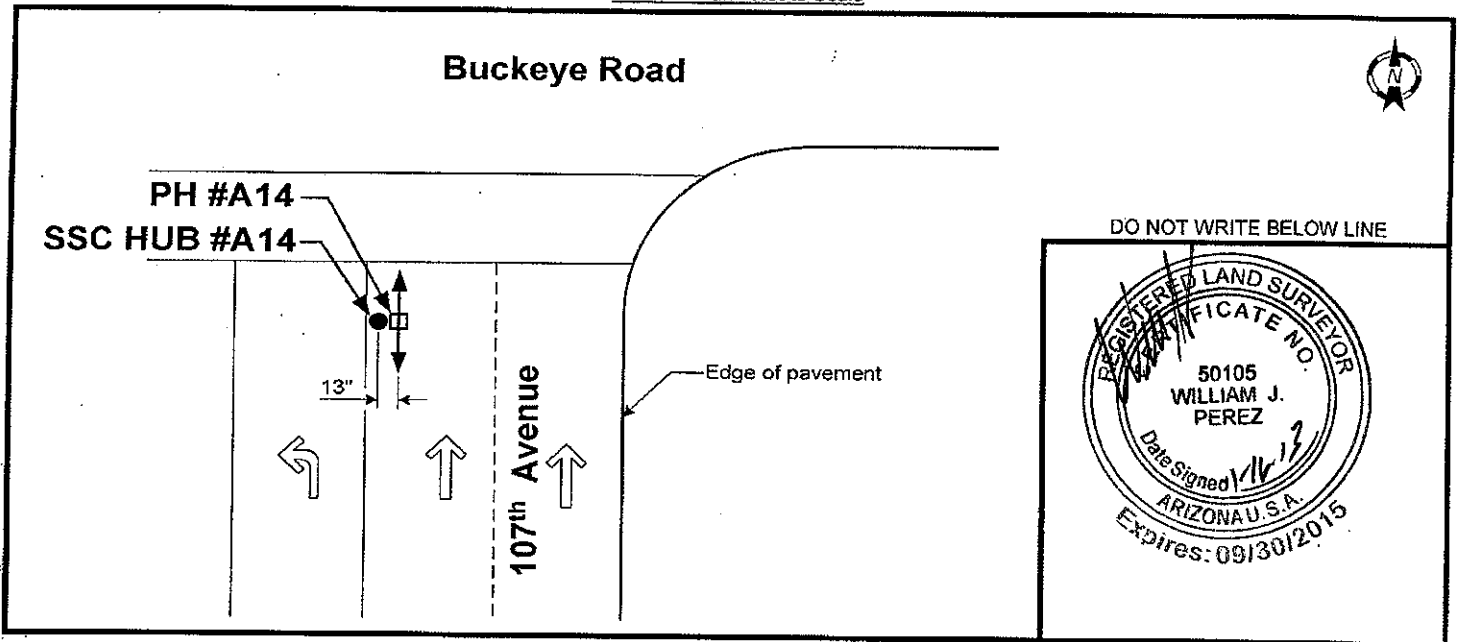 Buckeye Road
N
PH #A14
SSC HUB #A14
13"
107th Avenue
Edge of pavement
DO NOT WRITE BELOW LINE
REGISTERED LAND SURVEYOR
CERTIFICATE NO.
50105
WILLIAM J.
PEREZ
Date Signed
ARIZONA U.S.A.
Expires: 09/30/2015